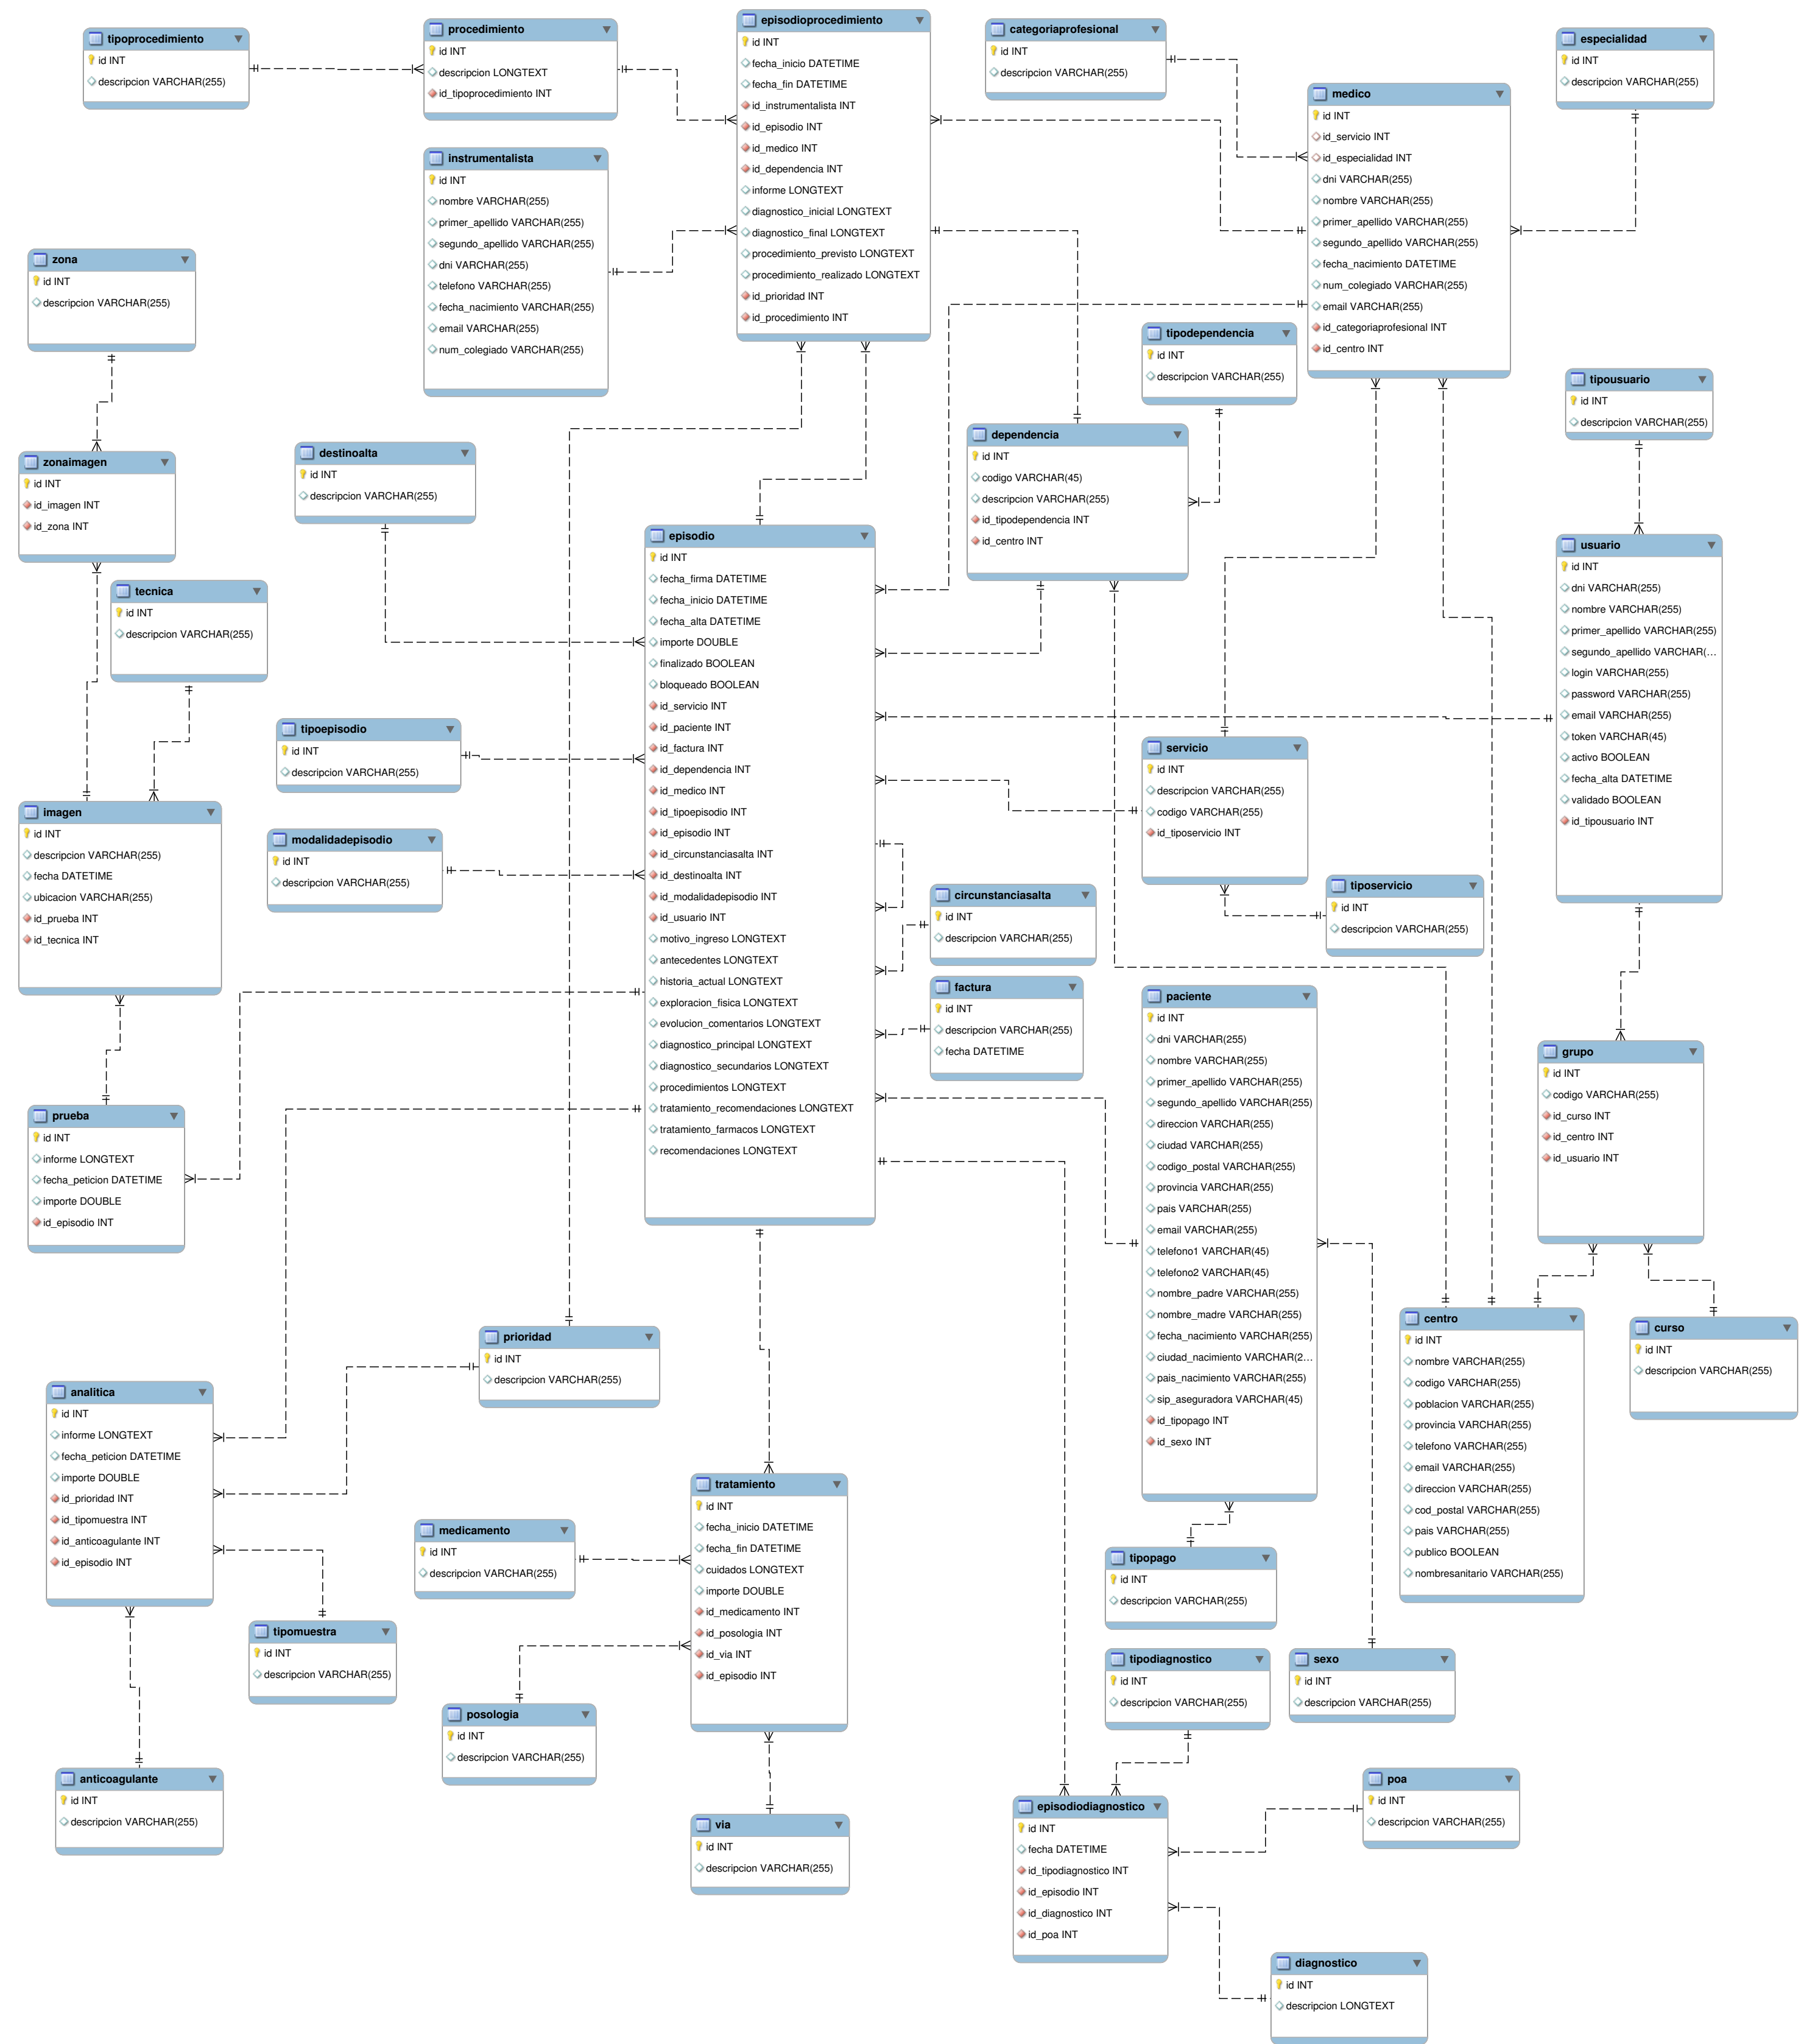 tipoprocedimiento
id INT
descripcion VARCHAR(255)
procedimiento
id INT
descripcion LONGTEXT
id_tipoprocedimiento INT
episodioprocedimiento
id INT
fecha_inicio DATETIME
fecha_fin DATETIME
id_instrumentalista INT
id_episodio INT
id_medico INT
id_dependencia INT
informe LONGTEXT
diagnostico_inicial LONGTEXT
diagnostico_final LONGTEXT
procedimiento_previsto LONGTEXT
procedimiento_realizado LONGTEXT
id_prioridad INT
id_procedimiento INT
categoriaprofesional
id INT
descripcion VARCHAR(255)
medico
id INT
id_servicio INT
id_especialidad INT
dni VARCHAR(255)
nombre VARCHAR(255)
primer_apellido VARCHAR(255)
segundo_apellido VARCHAR(255)
fecha_nacimiento DATETIME
num_colegiado VARCHAR(255)
email VARCHAR(255)
id_categoriaprofesional INT
id_centro INT
especialidad
id INT
descripcion VARCHAR(255)
instrumentalista
id INT
nombre VARCHAR(255)
primer_apellido VARCHAR(255)
segundo_apellido VARCHAR(255)
dni VARCHAR(255)
telefono VARCHAR(255)
fecha_nacimiento VARCHAR(255)
email VARCHAR(255)
num_colegiado VARCHAR(255)
zona
id INT
descripcion VARCHAR(255)
tipodependencia
id INT
descripcion VARCHAR(255)
tipousuario
id INT
descripcion VARCHAR(255)
zonaimagen
id INT
id_imagen INT
id_zona INT
destinoalta
id INT
descripcion VARCHAR(255)
dependencia
id INT
codigo VARCHAR(45)
descripcion VARCHAR(255)
id_tipodependencia INT
id_centro INT
episodio
id INT
fecha_firma DATETIME
fecha_inicio DATETIME
fecha_alta DATETIME
importe DOUBLE
finalizado BOOLEAN
bloqueado BOOLEAN
id_servicio INT
id_paciente INT
id_factura INT
id_dependencia INT
id_medico INT
id_tipoepisodio INT
id_episodio INT
id_circunstanciasalta INT
id_destinoalta INT
id_modalidadepisodio INT
id_usuario INT
motivo_ingreso LONGTEXT
antecedentes LONGTEXT
historia_actual LONGTEXT
exploracion_fisica LONGTEXT
evolucion_comentarios LONGTEXT
diagnostico_principal LONGTEXT
diagnostico_secundarios LONGTEXT
procedimientos LONGTEXT
tratamiento_recomendaciones LONGTEXT
tratamiento_farmacos LONGTEXT
recomendaciones LONGTEXT
usuario
id INT
dni VARCHAR(255)
nombre VARCHAR(255)
primer_apellido VARCHAR(255)
segundo_apellido VARCHAR(...
login VARCHAR(255)
password VARCHAR(255)
email VARCHAR(255)
token VARCHAR(45)
activo BOOLEAN
fecha_alta DATETIME
validado BOOLEAN
id_tipousuario INT
tecnica
id INT
descripcion VARCHAR(255)
tipoepisodio
id INT
descripcion VARCHAR(255)
servicio
id INT
descripcion VARCHAR(255)
codigo VARCHAR(255)
id_tiposervicio INT
imagen
id INT
descripcion VARCHAR(255)
fecha DATETIME
ubicacion VARCHAR(255)
id_prueba INT
id_tecnica INT
modalidadepisodio
id INT
descripcion VARCHAR(255)
circunstanciasalta
id INT
descripcion VARCHAR(255)
tiposervicio
id INT
descripcion VARCHAR(255)
factura
id INT
descripcion VARCHAR(255)
fecha DATETIME
paciente
id INT
dni VARCHAR(255)
nombre VARCHAR(255)
primer_apellido VARCHAR(255)
segundo_apellido VARCHAR(255)
direccion VARCHAR(255)
ciudad VARCHAR(255)
codigo_postal VARCHAR(255)
provincia VARCHAR(255)
pais VARCHAR(255)
email VARCHAR(255)
telefono1 VARCHAR(45)
telefono2 VARCHAR(45)
nombre_padre VARCHAR(255)
nombre_madre VARCHAR(255)
fecha_nacimiento VARCHAR(255)
ciudad_nacimiento VARCHAR(2...
pais_nacimiento VARCHAR(255)
sip_aseguradora VARCHAR(45)
id_tipopago INT
id_sexo INT
grupo
id INT
codigo VARCHAR(255)
id_curso INT
id_centro INT
id_usuario INT
prueba
id INT
informe LONGTEXT
fecha_peticion DATETIME
importe DOUBLE
id_episodio INT
centro
id INT
nombre VARCHAR(255)
codigo VARCHAR(255)
poblacion VARCHAR(255)
provincia VARCHAR(255)
telefono VARCHAR(255)
email VARCHAR(255)
direccion VARCHAR(255)
cod_postal VARCHAR(255)
pais VARCHAR(255)
publico BOOLEAN
nombresanitario VARCHAR(255)
curso
id INT
descripcion VARCHAR(255)
prioridad
id INT
descripcion VARCHAR(255)
analitica
id INT
informe LONGTEXT
fecha_peticion DATETIME
importe DOUBLE
id_prioridad INT
id_tipomuestra INT
id_anticoagulante INT
id_episodio INT
tratamiento
id INT
fecha_inicio DATETIME
fecha_fin DATETIME
cuidados LONGTEXT
importe DOUBLE
id_medicamento INT
id_posologia INT
id_via INT
id_episodio INT
medicamento
id INT
descripcion VARCHAR(255)
tipopago
id INT
descripcion VARCHAR(255)
tipomuestra
id INT
descripcion VARCHAR(255)
tipodiagnostico
id INT
descripcion VARCHAR(255)
sexo
id INT
descripcion VARCHAR(255)
posologia
id INT
descripcion VARCHAR(255)
anticoagulante
id INT
descripcion VARCHAR(255)
via
id INT
descripcion VARCHAR(255)
episodiodiagnostico
id INT
fecha DATETIME
id_tipodiagnostico INT
id_episodio INT
id_diagnostico INT
id_poa INT
poa
id INT
descripcion VARCHAR(255)
diagnostico
id INT
descripcion LONGTEXT